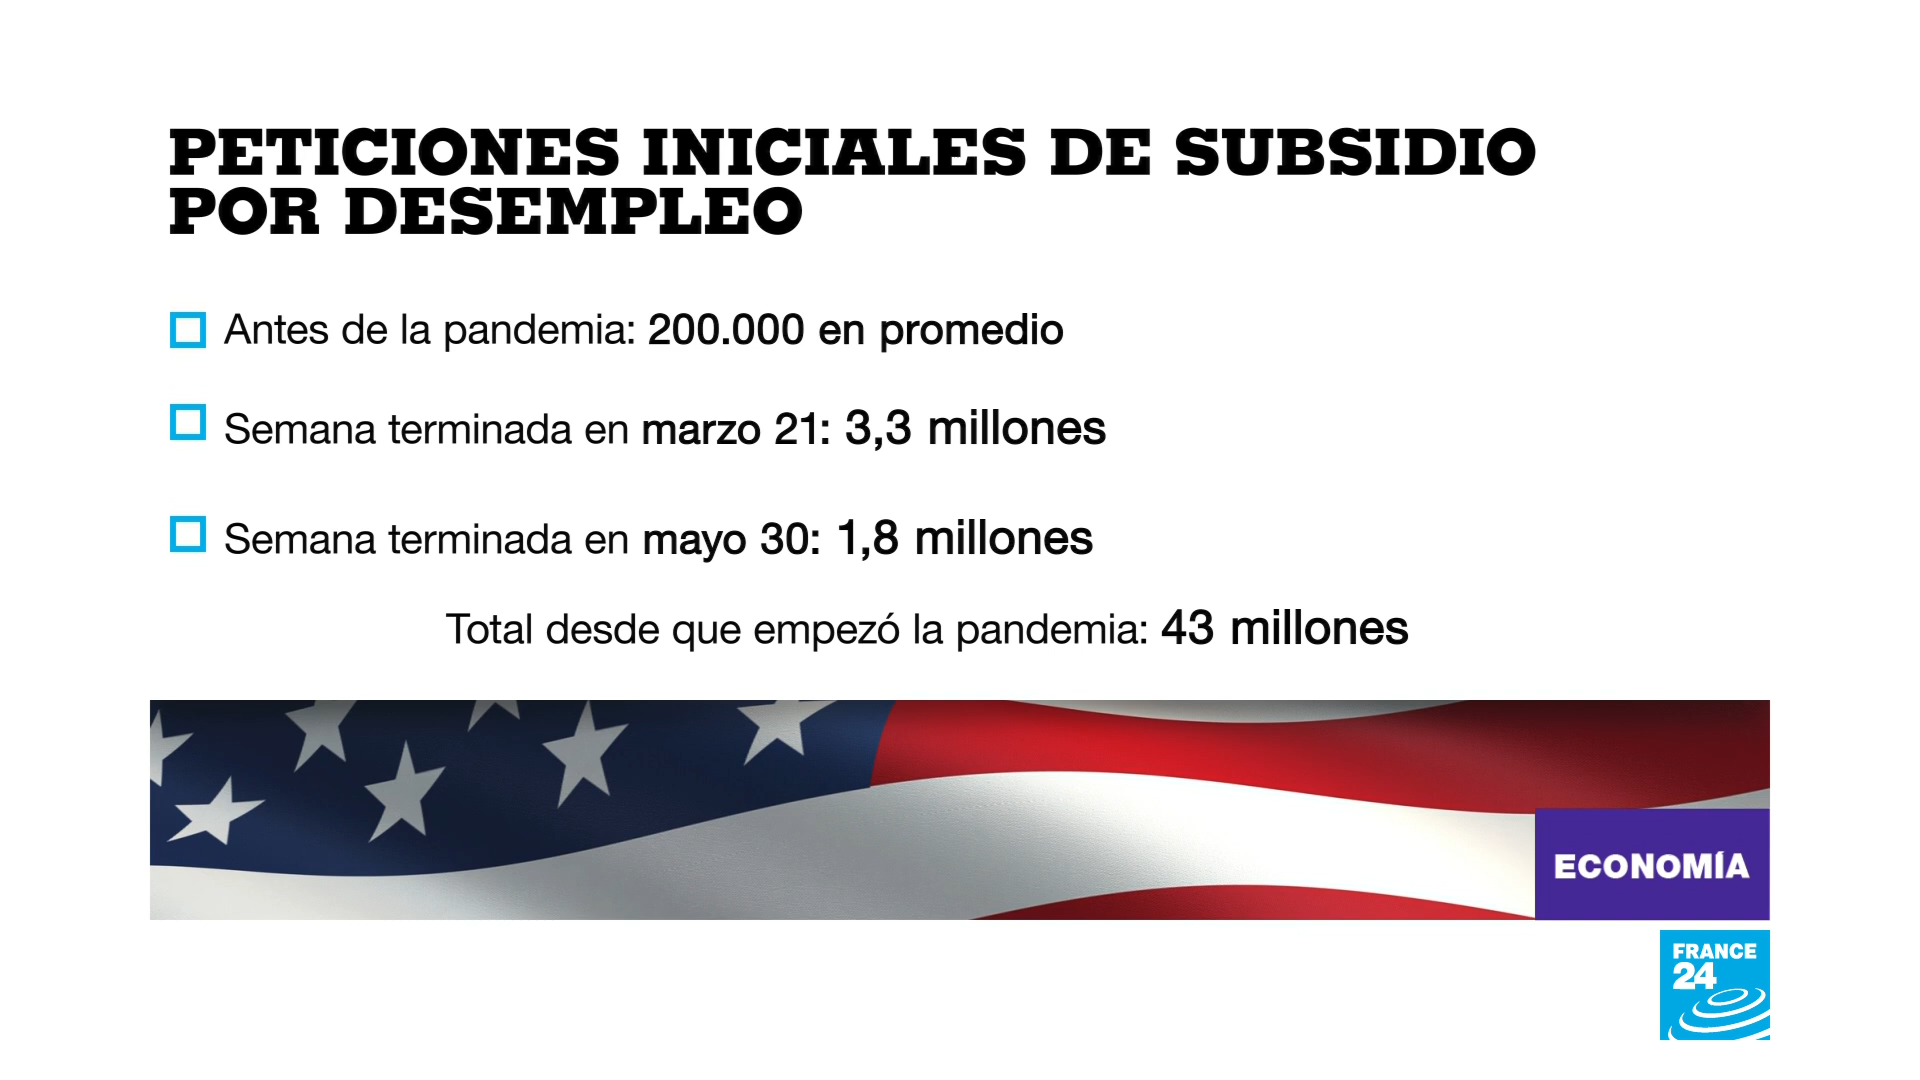 PETICIONES INICIALES DE SUBSIDIO
POR DESEMPLEO
Antes de la pandemia: 200.000 en promedio
Semana terminada en marzo 21: 3,3 millones
Semana terminada en mayo 30: 1,8 millones
Total desde que empezó la pandemia: 43 millones
ECONOMÍA
FRANCE
24